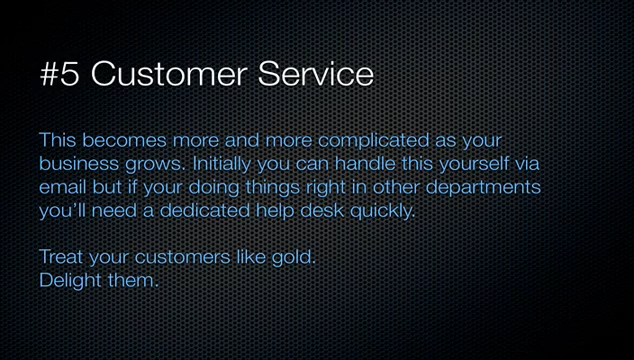 #5 Customer Service
This becomes more and more complicated as your
business grows. Initially you can handle this yourself via
email but if your doing things right in other departments
you'll need a dedicated help desk quickly.
Treat your customers like gold.
Delight them.